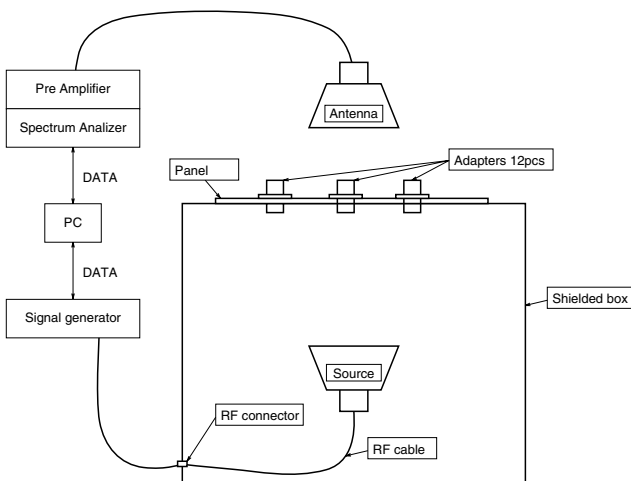 Pre Amplifier
Spectrum Analizer
Antenna
DATA
Panel
Adapters 12pcs
PC
DATA
Signal generator
Shielded box
Source
RF connector
RF cable